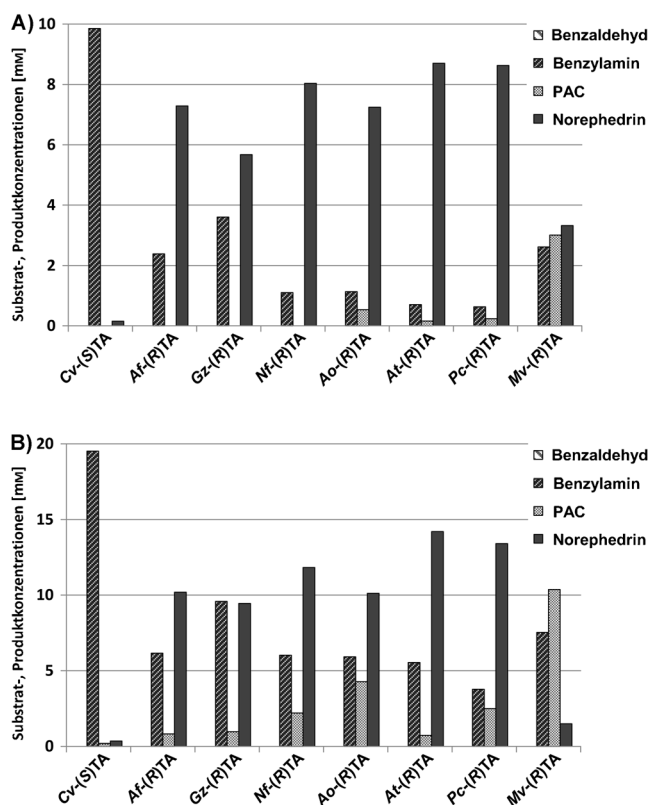 A)
Substrat-, Produktkonzentrationen [mM]
10
8
6
4
2
0
Benzaldehyd
Benzylamin
PAC
Norephedrin
Cv-(S)TA
Af-(R)TA
Gz-(R)TA
Nf-(R)TA
Ao-(R)TA
At-(R)TA
Pc-(R)TA
Mv-(R)TA
B)
Substrat-, Produktkonzentrationen [mM]
20
15
10
5
0
Benzaldehyd
Benzylamin
PAC
Norephedrin
Cv-(S)TA
Af-(R)TA
Gz-(R)TA
Nf-(R)TA
Ao-(R)TA
At-(R)TA
Pc-(R)TA
Mv-(R)TA